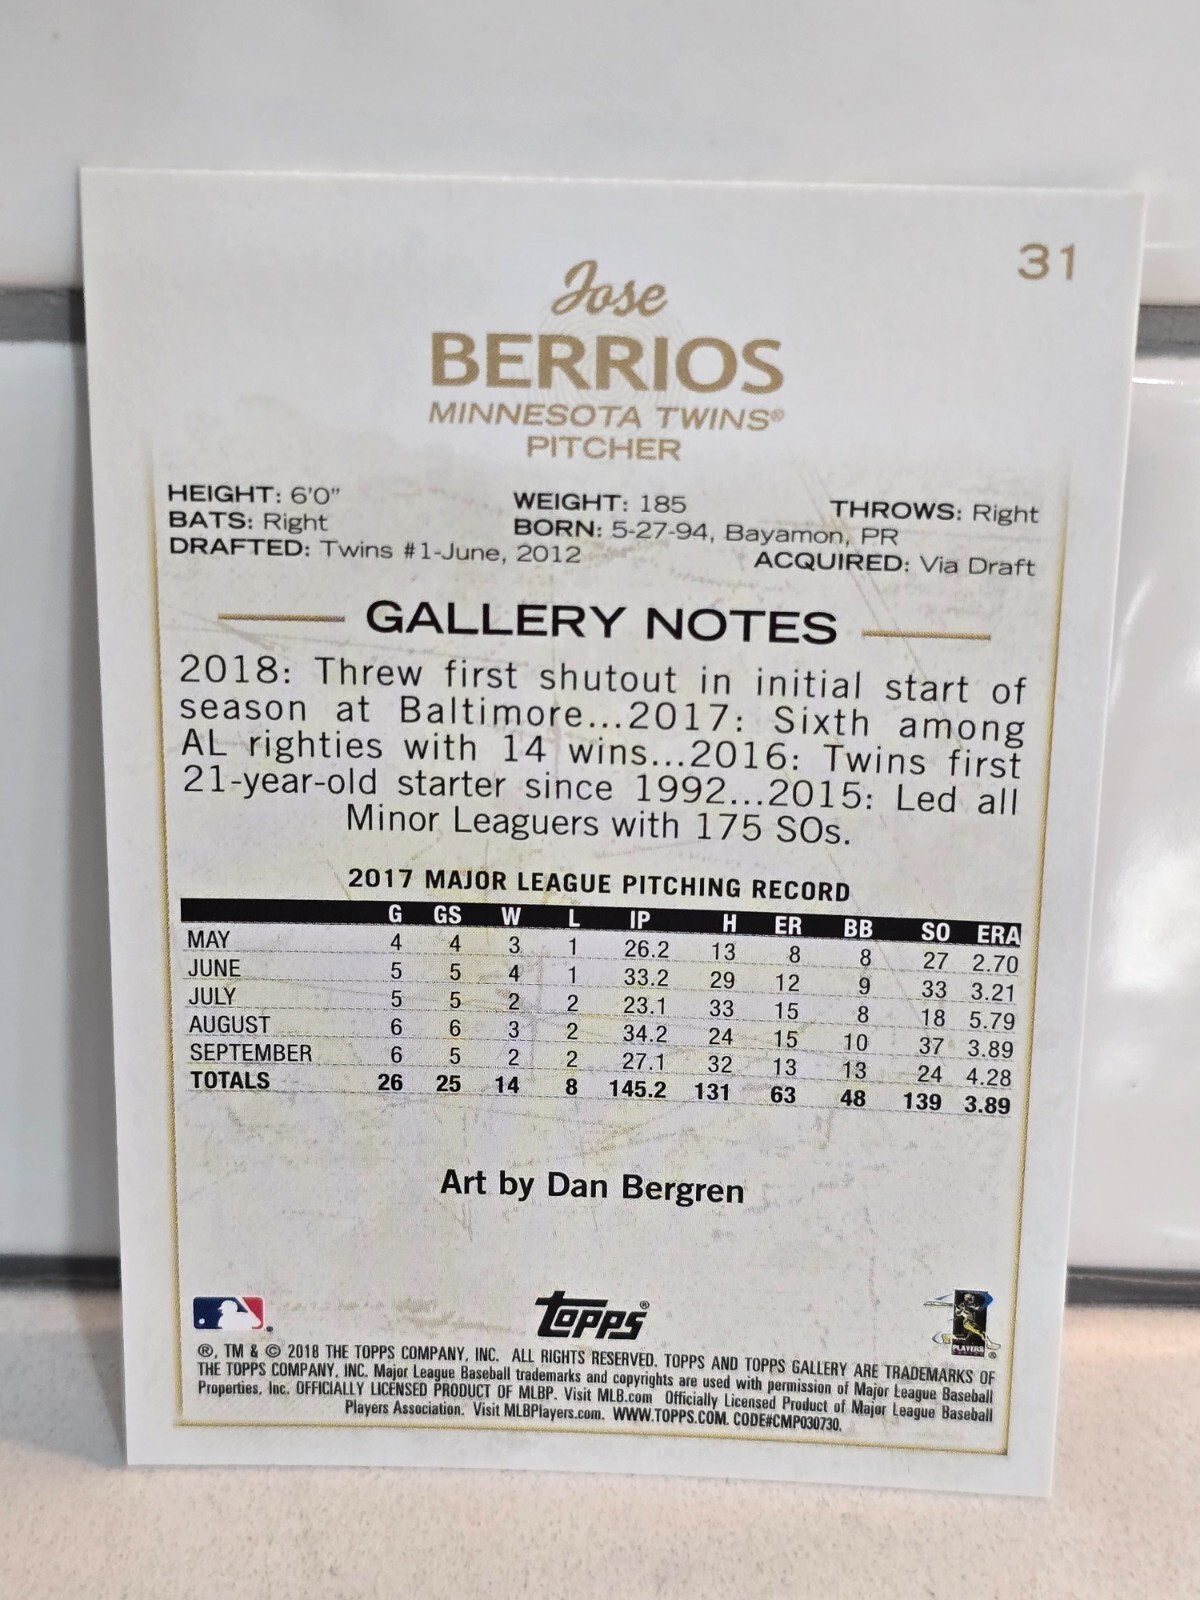 31
Jose
BERRIOS
MINNESOTA TWINS®
PITCHER
HEIGHT: 6'0" WEIGHT: 185 THROWS: Right
BATS: Right BORN: 5-27-94, Bayamon, PR
DRAFTED: Twins #1-June, 2012 ACQUIRED: Via Draft
GALLERY NOTES
2018: Threw first shutout in initial start of
season at Baltimore...2017: Sixth among
AL righties with 14 wins...2016: Twins first
21-year-old starter since 1992...2015: Led all
Minor Leaguers with 175 SOs.
2017 MAJOR LEAGUE PITCHING RECORD
G GS W L IP H ER BB SO ERA
MAY 4 4 3 1 26.2 13 8 8 27 2.70
JUNE 5 5 4 1 33.2 29 12 9 33 3.21
JULY 5 5 2 2 23.1 33 15 8 18 5.79
AUGUST 6 6 3 2 34.2 24 15 10 37 3.89
SEPTEMBER 6 5 2 2 27.1 32 13 13 24 4.28
TOTALS 26 25 14 8 145.2 131 63 48 139 3.89
Art by Dan Bergren
topps®
PLAYERS ®
®, TM & © 2018 THE TOPPS COMPANY, INC. ALL RIGHTS RESERVED. TOPPS AND TOPPS GALLERY ARE TRADEMARKS OF
THE TOPPS COMPANY, INC. Major League Baseball trademarks and copyrights are used with permission of Major League Baseball
Properties, Inc. OFFICIALLY LICENSED PRODUCT OF MLBP. Visit MLB.com Officially Licensed Product of Major League Baseball
Players Association. Visit MLBPlayers.com. WWW.TOPPS.COM. CODE#CMP030730.